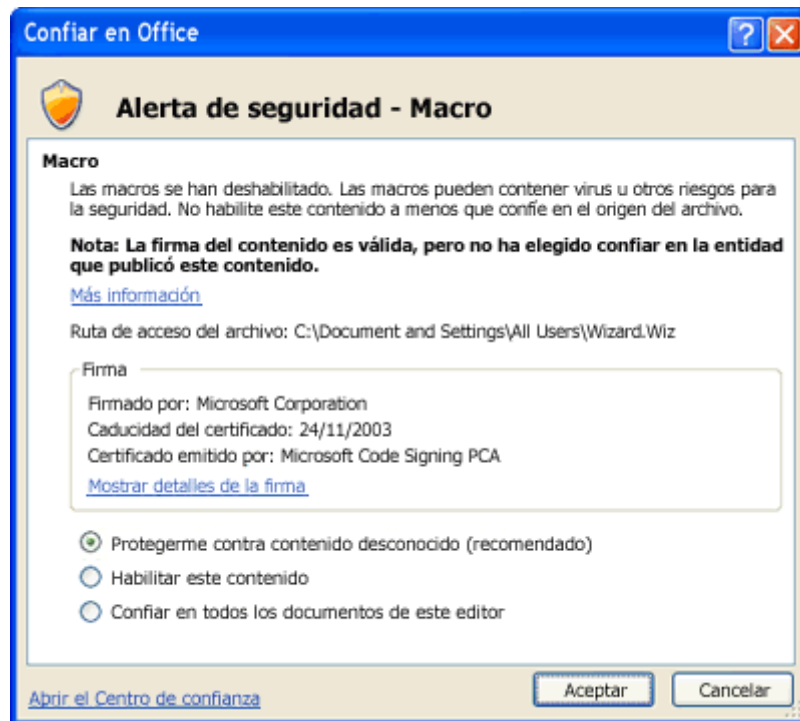 Confiar en Office
Alerta de seguridad - Macro
Macro
Las macros se han deshabilitado. Las macros pueden contener virus u otros riesgos para
la seguridad. No habilite este contenido a menos que confíe en el origen del archivo.
Nota: La firma del contenido es válida, pero no ha elegido confiar en la entidad
que publicó este contenido.
Más información
Ruta de acceso del archivo: C:\Document and Settings\All Users\Wizard.Wiz
Firma
Firmado por: Microsoft Corporation
Caducidad del certificado: 24/11/2003
Certificado emitido por: Microsoft Code Signing PCA
Mostrar detalles de la firma
Protegerme contra contenido desconocido (recomendado)
Habilitar este contenido
Confiar en todos los documentos de este editor
Abrir el Centro de confianza
Aceptar
Cancelar